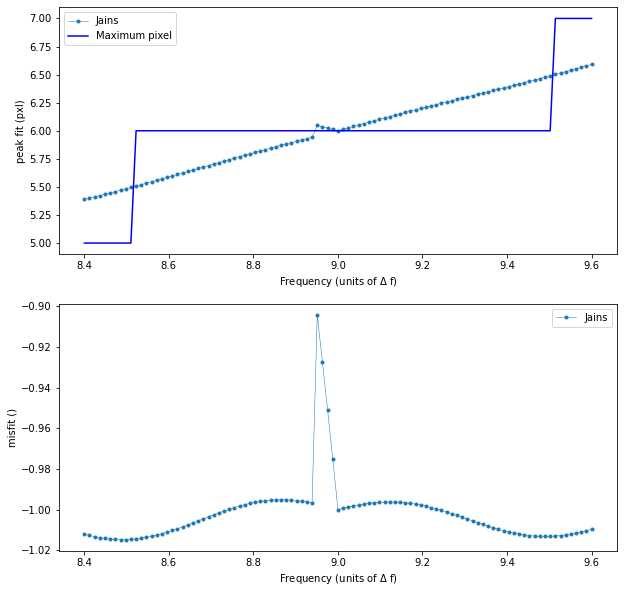 7.00
6.75
6.50
6.25
6.00
5.75
5.50
5.25
5.00
peak fit (pxl)
Jains
Maximum pixel
8.4 8.6 8.8 9.0 9.2 9.4 9.6
Frequency (units of Δ f)
−0.90
−0.92
−0.94
−0.96
−0.98
−1.00
−1.02
misfit ()
Jains
8.4 8.6 8.8 9.0 9.2 9.4 9.6
Frequency (units of Δ f)